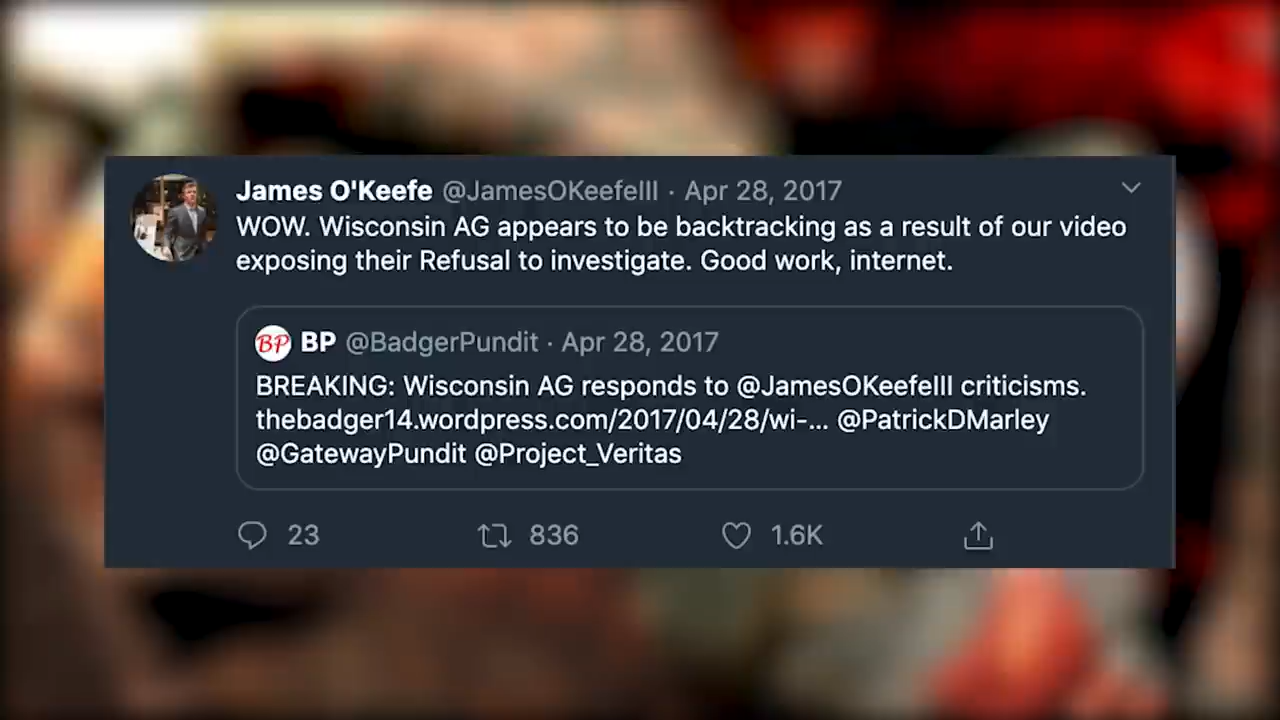 James O'Keefe @JamesOKeefeIII · Apr 28, 2017
WOW. Wisconsin AG appears to be backtracking as a result of our video
exposing their Refusal to investigate. Good work, internet.
BP BP @BadgerPundit · Apr 28, 2017
BREAKING: Wisconsin AG responds to @JamesOKeefeIII criticisms.
thebadger14.wordpress.com/2017/04/28/wi-... @PatrickDMarley
@GatewayPundit @Project_Veritas
23 836 1.6K